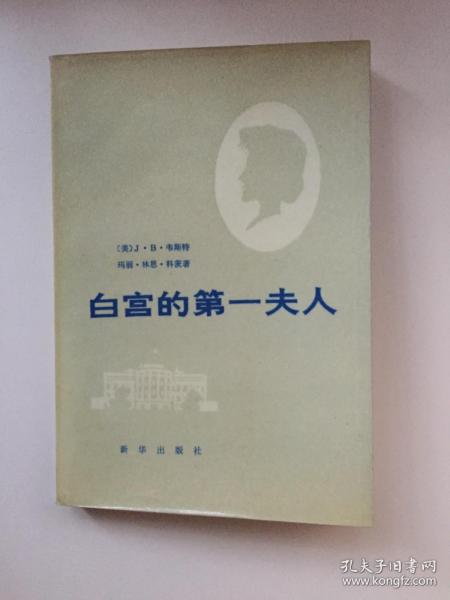 〔美〕J·B·韦斯特
玛丽·林恩·科茨著
白宫的第一夫人
新华出版社
孔夫子旧书网
www.kongfz.com